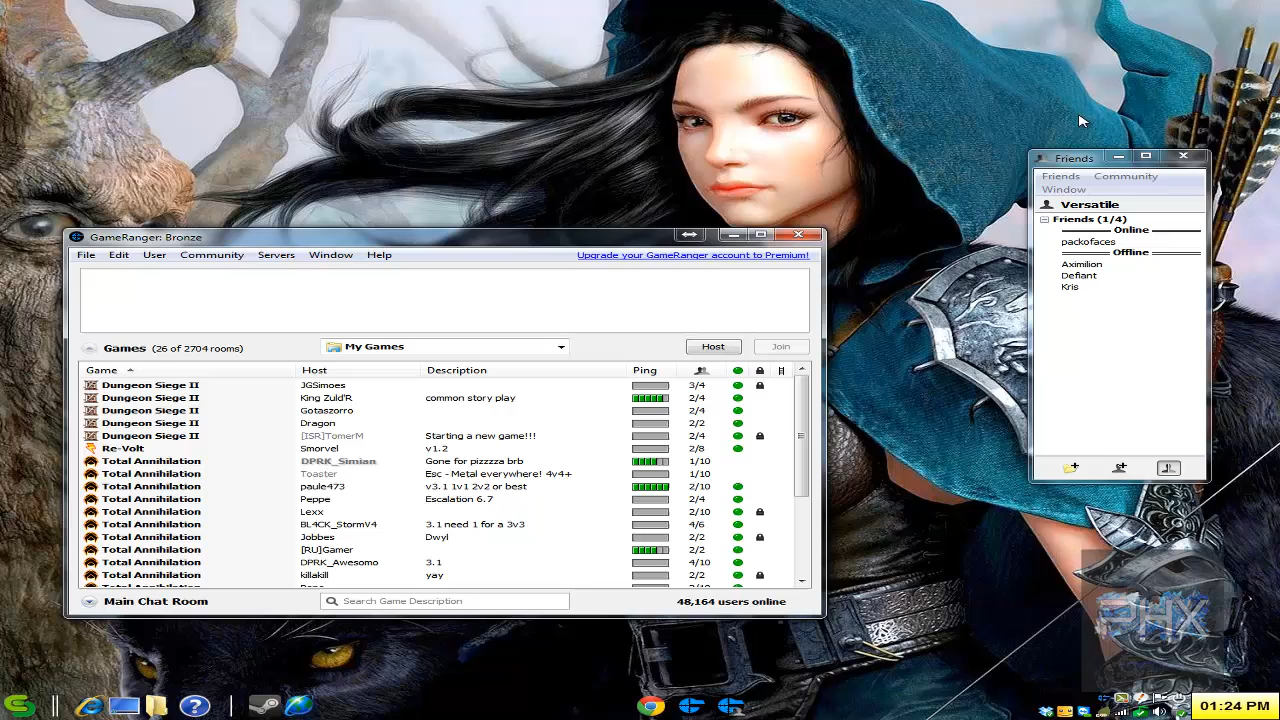 Friends
Friends Community
Window
Versatile
Friends (1/4)
Online
packofaces
Offline
Aximilion
Defiant
Kris
GameRanger: Bronze
File Edit User Community Servers Window Help Upgrade your GameRanger account to Premium!
Games (26 of 2704 rooms) My Games Host Join
Game Host Description Ping
Dungeon Siege II JGSimoes 3/4
Dungeon Siege II King Zuld'R common story play 2/4
Dungeon Siege II Gotaszorro 2/4
Dungeon Siege II Dragon 2/2
Dungeon Siege II [ISR]TomerM Starting a new game!!! 2/4
Re-Volt Smorvel v1.2 2/8
Total Annihilation DPRK_Simian Gone for pizzzza brb 1/10
Total Annihilation Toaster Esc - Metal everywhere! 4v4+ 1/10
Total Annihilation paule473 v3.1 1v1 2v2 or best 2/10
Total Annihilation Peppe Escalation 6.7 2/4
Total Annihilation Lexx 2/10
Total Annihilation BL4CK_StormV4 3.1 need 1 for a 3v3 4/6
Total Annihilation Jobbes Dwyl 2/2
Total Annihilation [RU]Gamer 2/2
Total Annihilation DPRK_Awesomo 3.1 4/10
Total Annihilation killakill yay 2/2
Main Chat Room Search Game Description 48,164 users online
PHX
01:24 PM